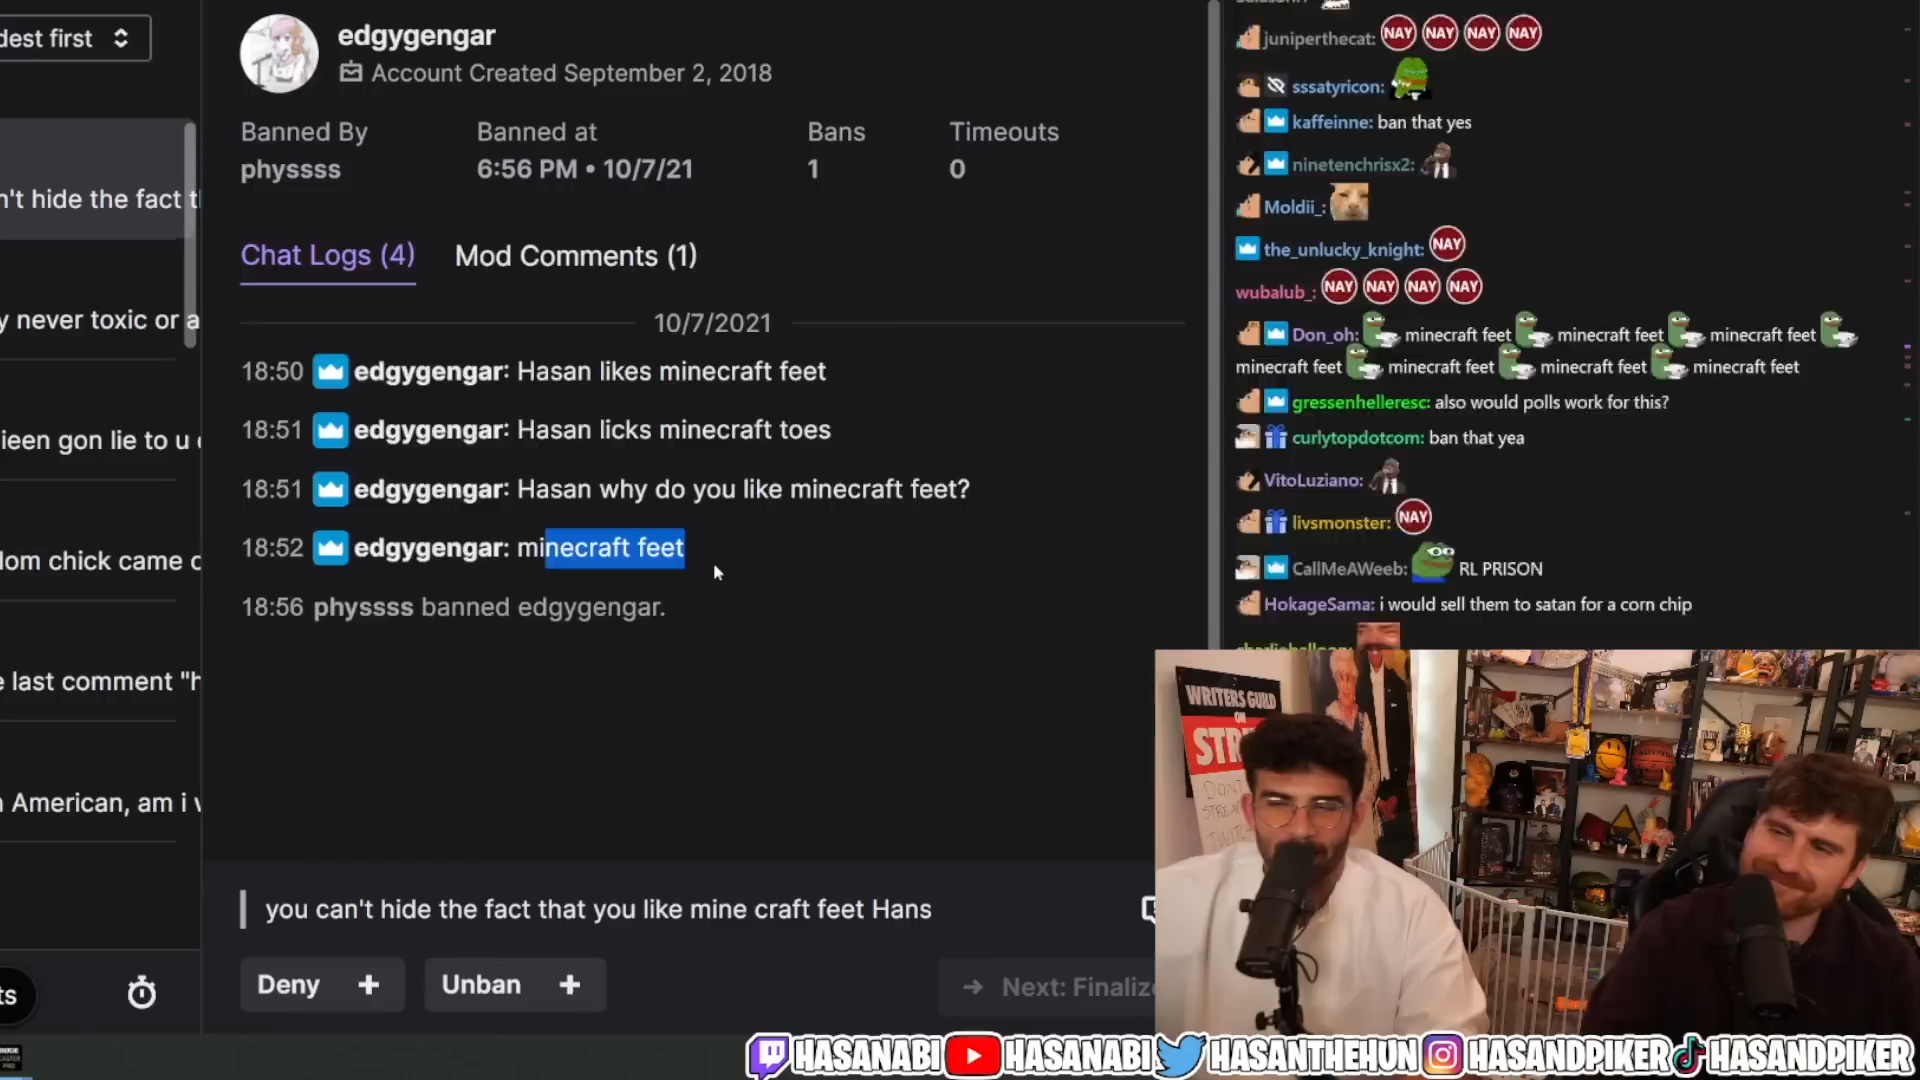 dest first
n't hide the fact t
y never toxic or a
ieen gon lie to u
lom chick came
e last comment "h
n American, am i
ts
edgygengar
Account Created September 2, 2018
Banned By
physsss
Banned at
6:56 PM • 10/7/21
Bans
1
Timeouts
0
Chat Logs (4)
Mod Comments (1)
10/7/2021
18:50 edgygengar: Hasan likes minecraft feet
18:51 edgygengar: Hasan licks minecraft toes
18:51 edgygengar: Hasan why do you like minecraft feet?
18:52 edgygengar: minecraft feet
18:56 physsss banned edgygengar.
you can't hide the fact that you like mine craft feet Hans
Deny +
Unban +
→ Next: Finalize
juniperthecat: NAY NAY NAY NAY
sssatyricon:
kaffeinne: ban that yes
ninetenchrisx2:
Moldii_:
the_unlucky_knight: NAY
wubalub_: NAY NAY NAY NAY
Don_oh: minecraft feet minecraft feet minecraft feet
minecraft feet minecraft feet minecraft feet minecraft feet
gressenhelleresc: also would polls work for this?
curlytopdotcom: ban that yea
VitoLuziano:
livsmonster: NAY
CallMeAWeeb: RL PRISON
HokageSama: i would sell them to satan for a corn chip
WRITERS GUILD
ON
STR
DON'T
STREA
TWITCH
HASANABI HASANABI HASANTHEHUN HASANDPIKER HASANDPIKER